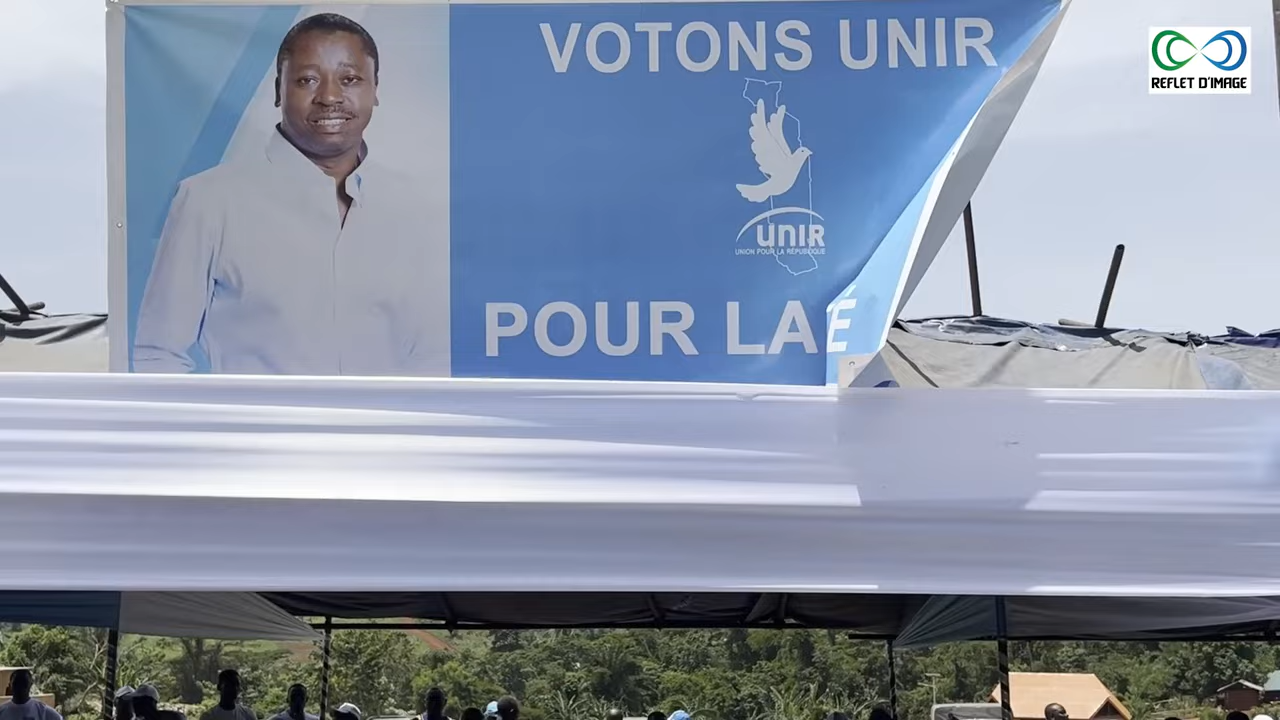 VOTONS UNIR
REFLET D'IMAGE
unir
UNION POUR LA RÉPUBLIQUE
POUR LA É